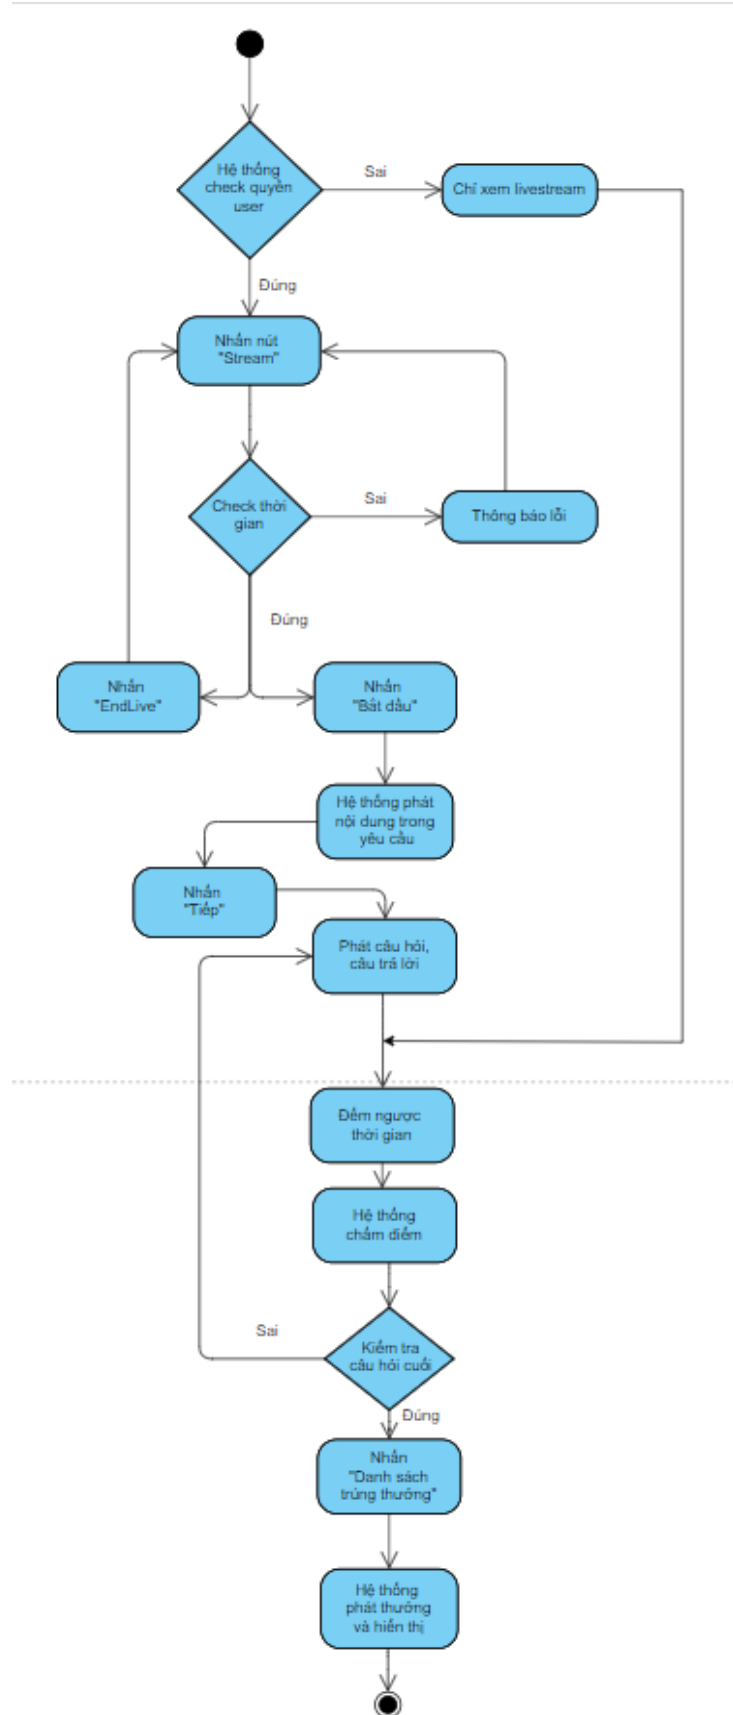 Hệ thống
check quyền
user
Sai
Chỉ xem livestream
Đúng
Nhấn nút
"Stream"
Check thời
gian
Sai
Thông báo lỗi
Đúng
Nhấn
"EndLive"
Nhấn
"Bắt đầu"
Hệ thống phát
nội dung trong
yêu cầu
Nhấn
"Tiếp"
Phát câu hỏi,
câu trả lời
Đếm ngược
thời gian
Hệ thống
chấm điểm
Sai
Kiểm tra
câu hỏi cuối
Đúng
Nhấn
"Danh sách
trúng thưởng"
Hệ thống
phát thưởng
và hiển thị